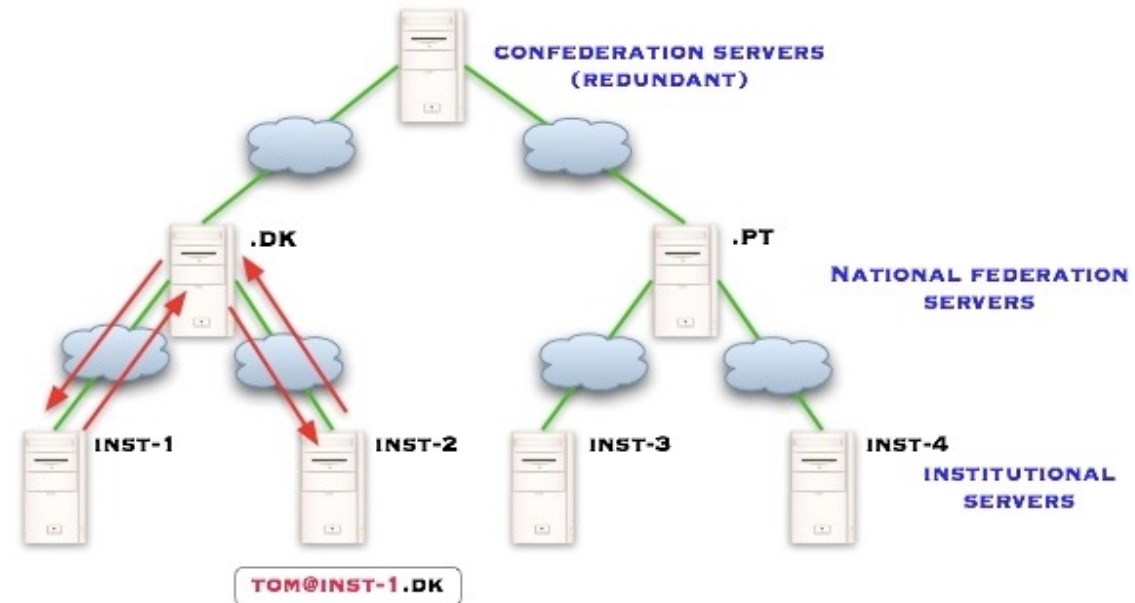 CONFEDERATION SERVERS
(REDUNDANT)
.DK
.PT
NATIONAL FEDERATION
SERVERS
INST-1
INST-2
INST-3
INST-4
INSTITUTIONAL
SERVERS
TOM@INST-1.DK